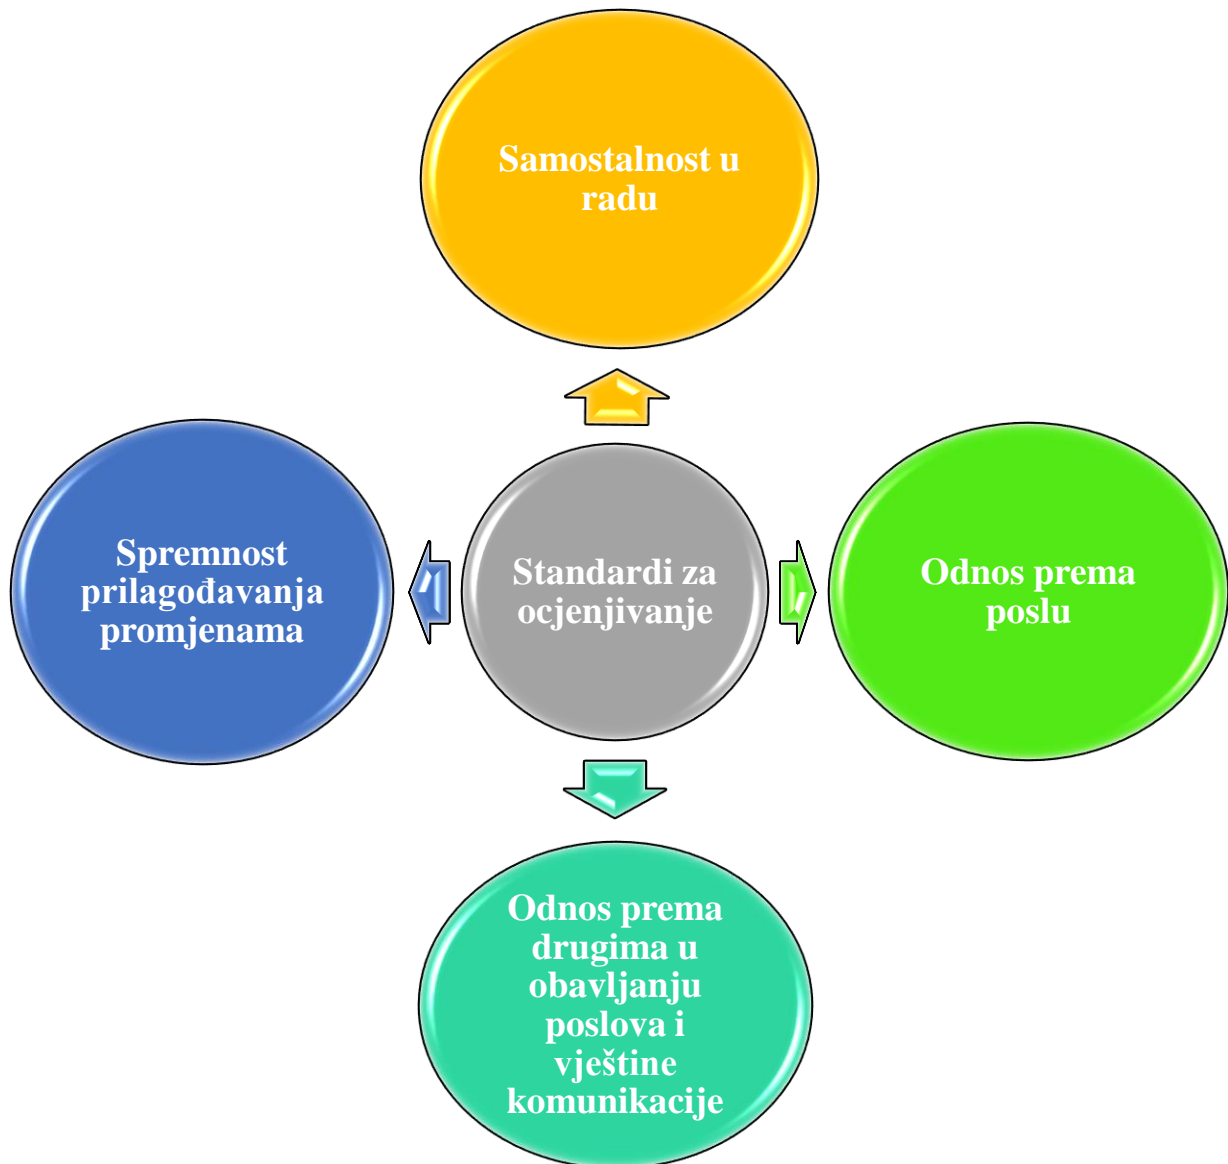 Samostalnost u
radu
Spremnost
prilagođavanja
promjenama
Standardi za
ocjenjivanje
Odnos prema
poslu
Odnos prema
drugima u
obavljanju
poslova i
vještine
komunikacije